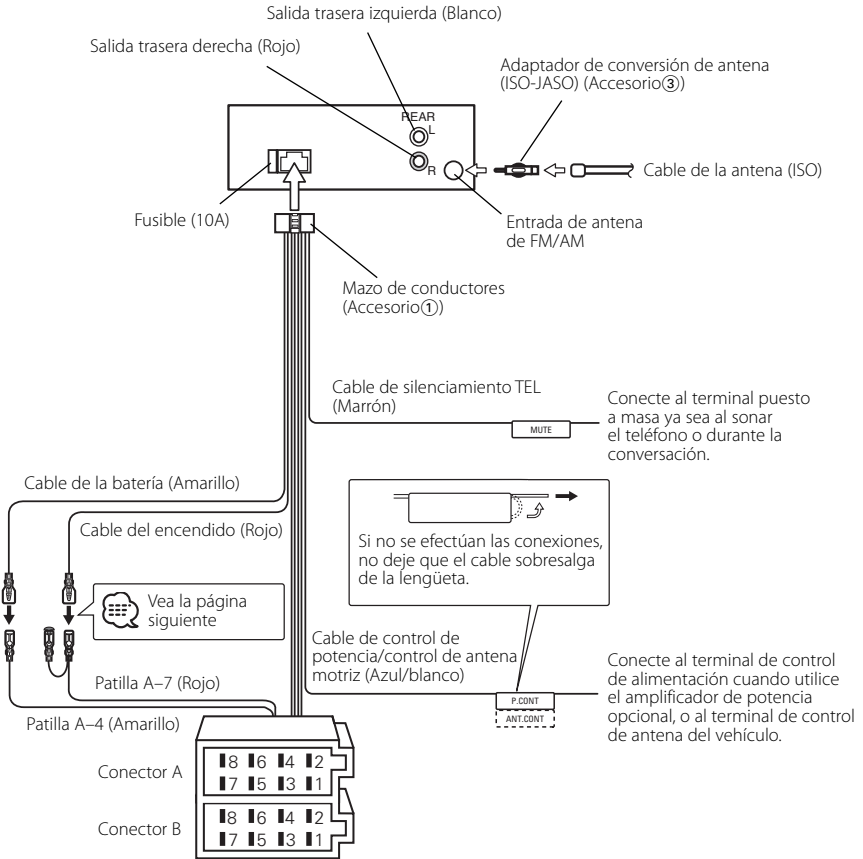 Salida trasera izquierda (Blanco)
Salida trasera derecha (Rojo)
Adaptador de conversión de antena
(ISO-JASO) (Accesorio③)
REAR
L
R
Cable de la antena (ISO)
Fusible (10A)
Entrada de antena
de FM/AM
Mazo de conductores
(Accesorio①)
Cable de silenciamiento TEL
(Marrón)
MUTE
Conecte al terminal puesto
a masa ya sea al sonar
el teléfono o durante la
conversación.
Cable de la batería (Amarillo)
Cable del encendido (Rojo)
Si no se efectúan las conexiones,
no deje que el cable sobresalga
de la lengüeta.
Vea la página
siguiente
Cable de control de
potencia/control de antena
motriz (Azul/blanco)
P.CONT
ANT.CONT
Conecte al terminal de control
de alimentación cuando utilice
el amplificador de potencia
opcional, o al terminal de control
de antena del vehículo.
Patilla A–7 (Rojo)
Patilla A–4 (Amarillo)
Conector A
8 6 4 2
7 5 3 1
Conector B
8 6 4 2
7 5 3 1